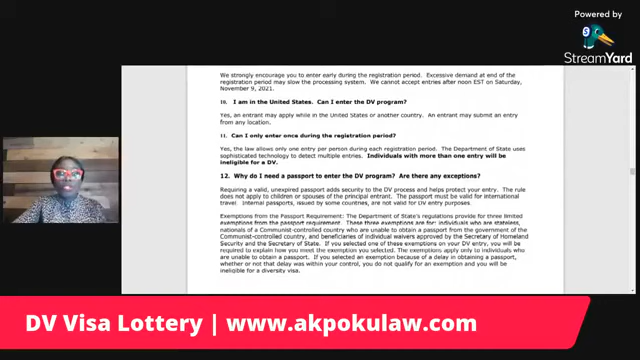 Powered by
StreamYard
We strongly encourage you to enter early during the registration period. Excessive demand at end of the
registration period may slow the processing system. We cannot accept entries after noon EST on Saturday,
November 9, 2021.
10. I am in the United States. Can I enter the DV program?
Yes, an entrant may apply while in the United States or another country. An entrant may submit an entry
from any location.
11. Can I only enter once during the registration period?
Yes, the law allows only one entry per person during each registration period. The Department of State uses
sophisticated technology to detect multiple entries. Individuals with more than one entry will be
ineligible for a DV.
12. Why do I need a passport to enter the DV program? Are there any exceptions?
Requiring a valid, unexpired passport adds security to the DV process and helps protect your entry. The rule
does not apply to children or spouses of the principal entrant. The passport must be valid for international
travel. Internal passports, issued by some countries, are not valid for DV entry purposes.
Exemptions from the Passport Requirement: The Department of State's regulations provide for three limited
exemptions from the passport requirement. These three exemptions are for: individuals who are stateless,
nationals of a Communist-controlled country who are unable to obtain a passport from the government of the
Communist-controlled country, and beneficiaries of individual waivers approved by the Secretary of Homeland
Security and the Secretary of State. If you selected one of these exemptions on your DV entry, you will be
required to explain how you meet the exemption you selected. The exemptions apply only to individuals who
are unable to obtain a passport. If you selected an exemption because of a delay in obtaining a passport,
whether or not that delay was within your control, you do not qualify for an exemption and you will be
ineligible for a diversity visa.
DV Visa Lottery | www.akpokulaw.com